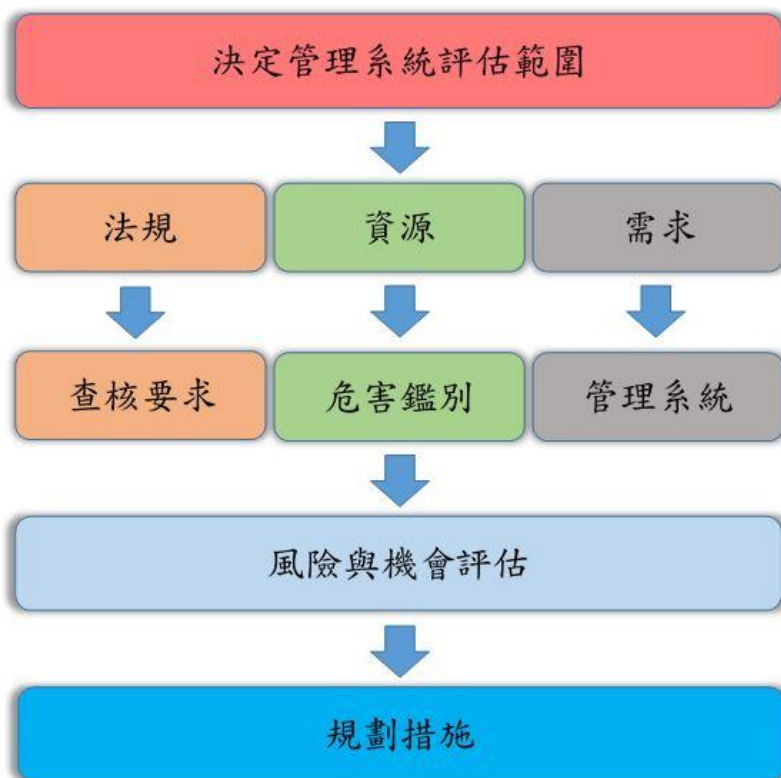 決定管理系統評估範圍
法規
資源
需求
查核要求
危害鑑別
管理系統
風險與機會評估
規劃措施